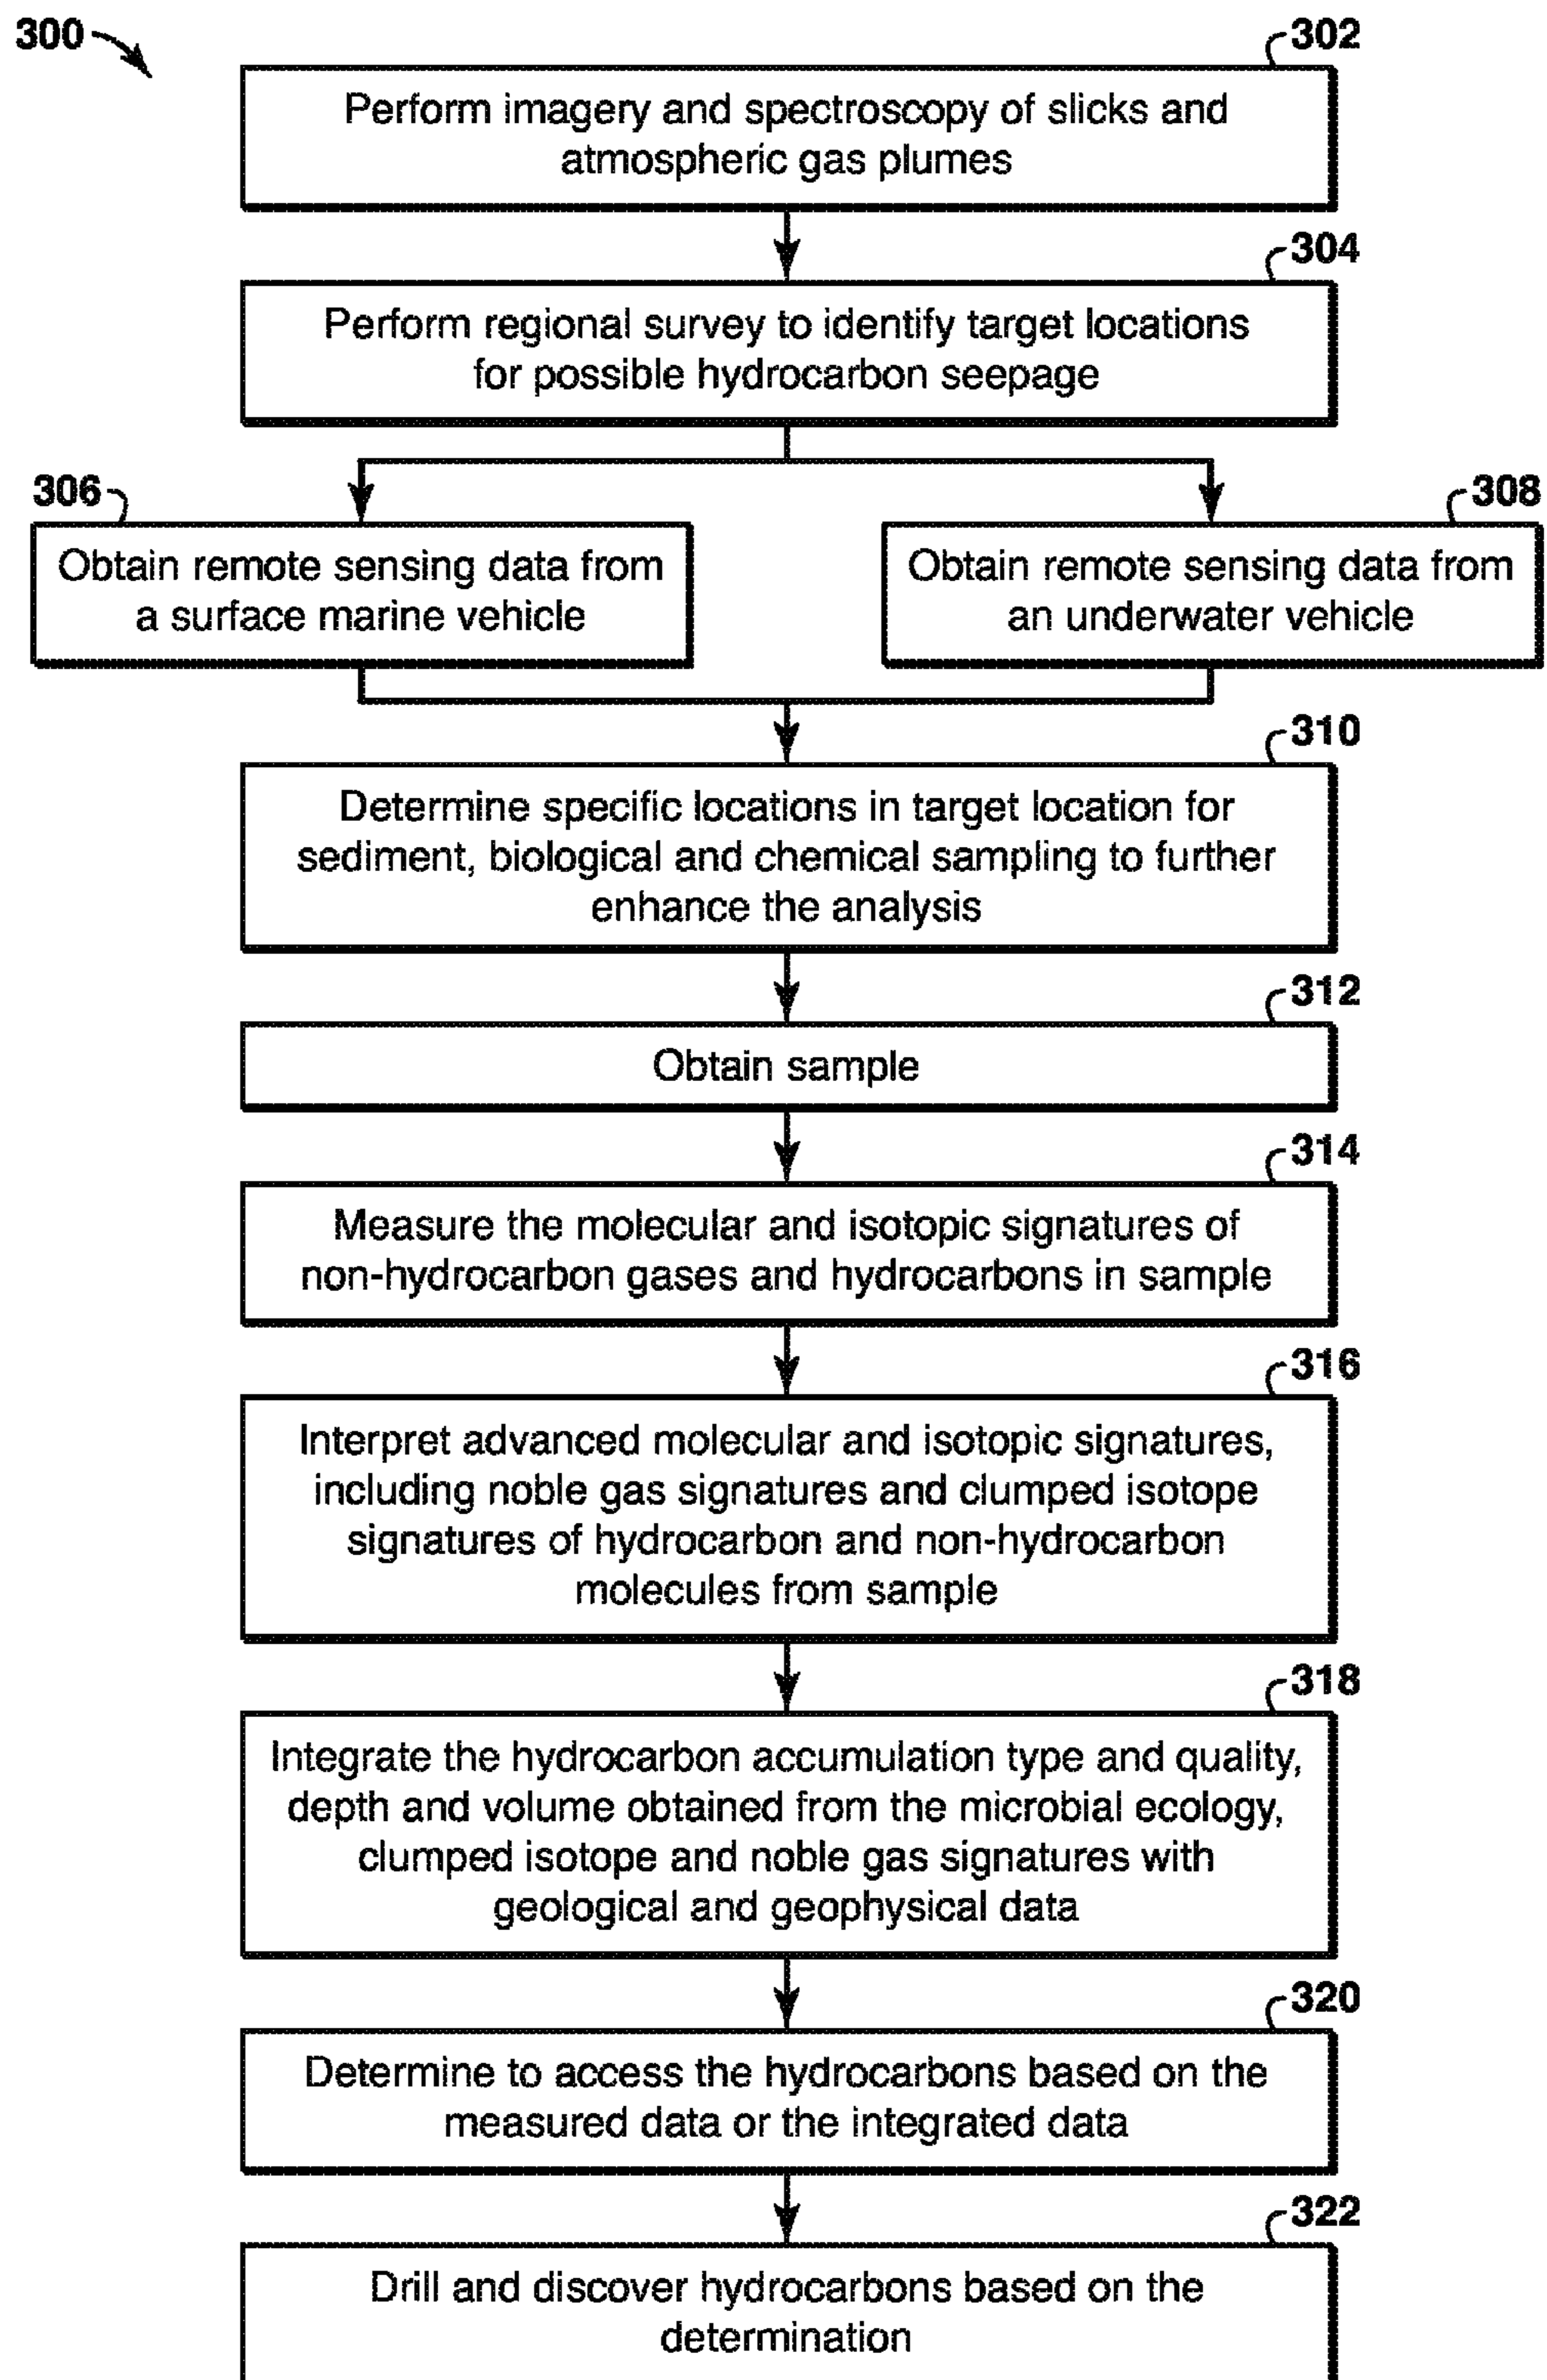 300
302
Perform imagery and spectroscopy of slicks and
atmospheric gas plumes
304
Perform regional survey to identify target locations
for possible hydrocarbon seepage
306
Obtain remote sensing data from
a surface marine vehicle
308
Obtain remote sensing data from
an underwater vehicle
310
Determine specific locations in target location for
sediment, biological and chemical sampling to further
enhance the analysis
312
Obtain sample
314
Measure the molecular and isotopic signatures of
non-hydrocarbon gases and hydrocarbons in sample
316
Interpret advanced molecular and isotopic signatures,
including noble gas signatures and clumped isotope
signatures of hydrocarbon and non-hydrocarbon
molecules from sample
318
Integrate the hydrocarbon accumulation type and quality,
depth and volume obtained from the microbial ecology,
clumped isotope and noble gas signatures with
geological and geophysical data
320
Determine to access the hydrocarbons based on the
measured data or the integrated data
322
Drill and discover hydrocarbons based on the
determination